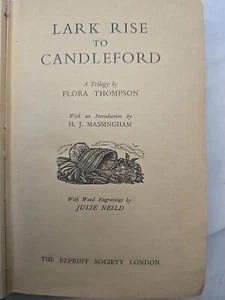 LARK RISE
TO
CANDLEFORD
A Trilogy by
FLORA THOMPSON
With an Introduction by
H. J. MASSINGHAM
With Wood Engravings by
JULIE NEILD
THE REPRINT SOCIETY LONDON